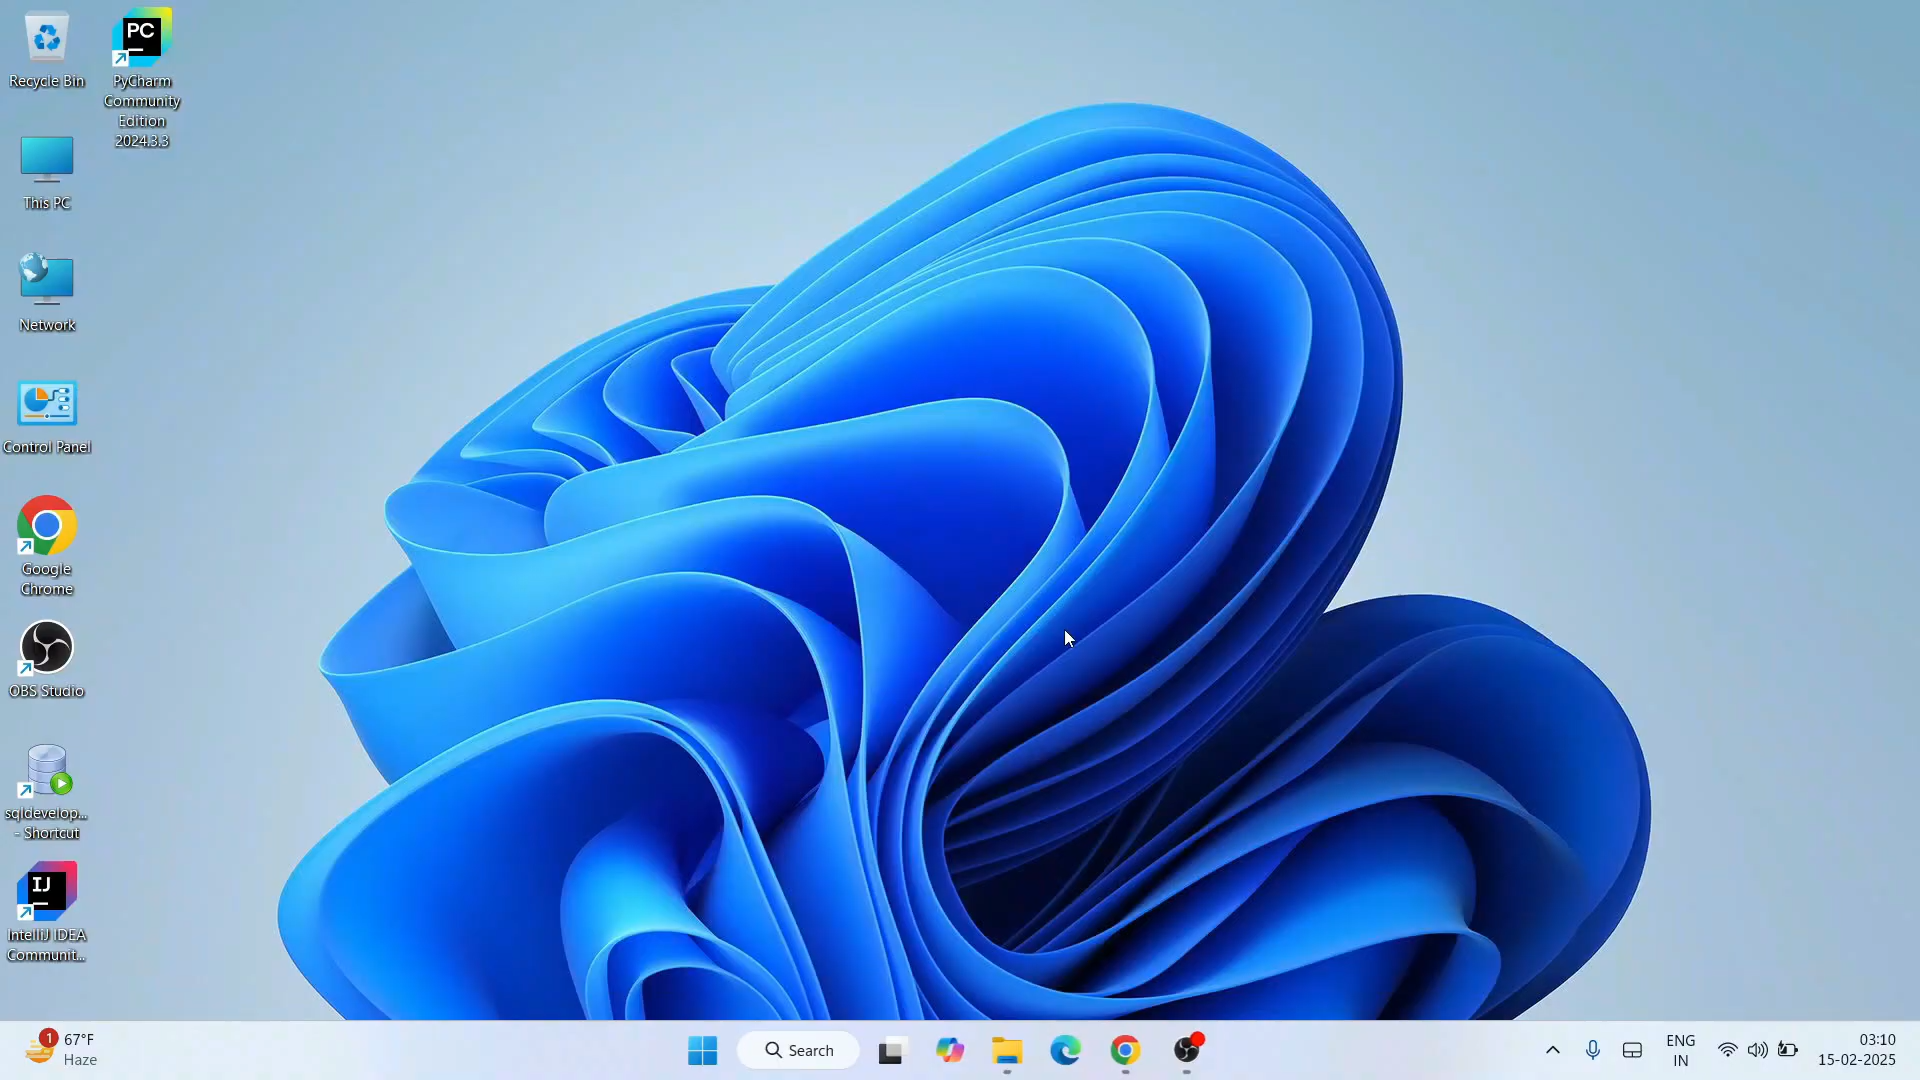 Recycle Bin
PC
PyCharm
Community
Edition
2024.3.3
This PC
Network
Control Panel
Google
Chrome
OBS Studio
sqldevelop...
- Shortcut
IJ
IntelliJ IDEA
Communit...
1
67°F
Haze
Search
ENG
IN
03:10
15-02-2025